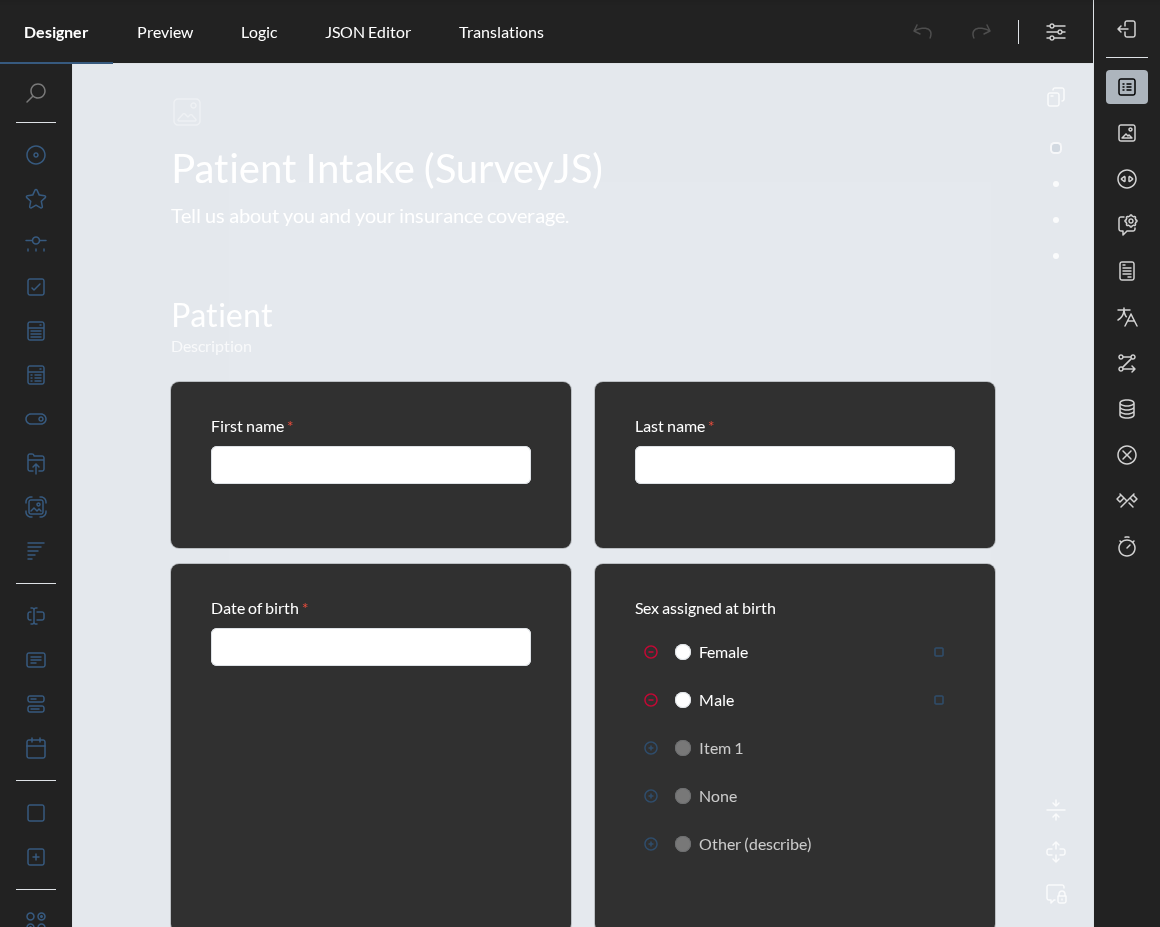 Designer Preview Logic JSON Editor Translations
Patient Intake (SurveyJS)
Tell us about you and your insurance coverage.
Patient
Description
First name *
Last name *
Date of birth *
Sex assigned at birth
Female
Male
Item 1
None
Other (describe)